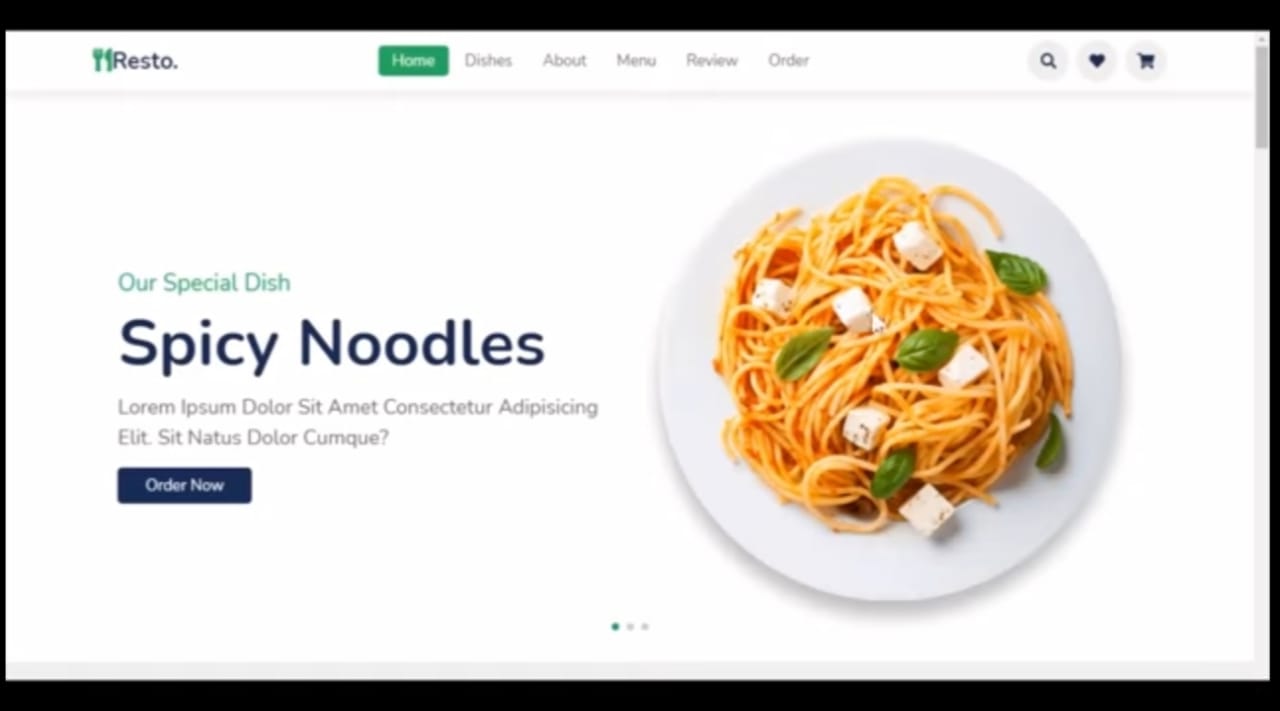 Resto.
Home Dishes About Menu Review Order
Our Special Dish
Spicy Noodles
Lorem Ipsum Dolor Sit Amet Consectetur Adipisicing
Elit. Sit Natus Dolor Cumque?
Order Now